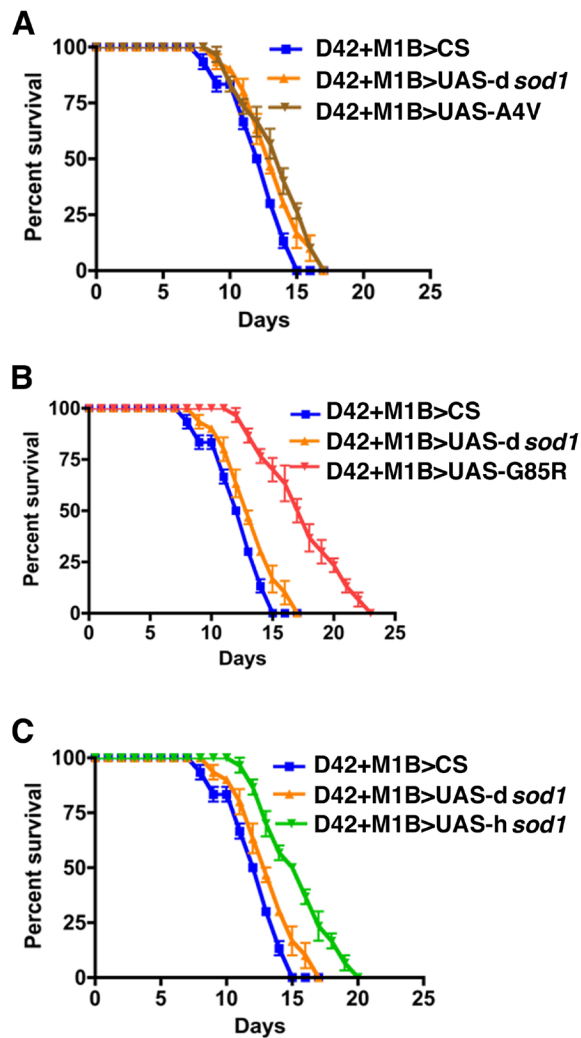 A
D42+M1B>CS
D42+M1B>UAS-d sod1
D42+M1B>UAS-A4V
Percent survival
100
75
50
25
0
0 5 10 15 20 25
Days
B
D42+M1B>CS
D42+M1B>UAS-d sod1
D42+M1B>UAS-G85R
Percent survival
100
75
50
25
0
0 5 10 15 20 25
Days
C
D42+M1B>CS
D42+M1B>UAS-d sod1
D42+M1B>UAS-h sod1
Percent survival
100
75
50
25
0
0 5 10 15 20 25
Days